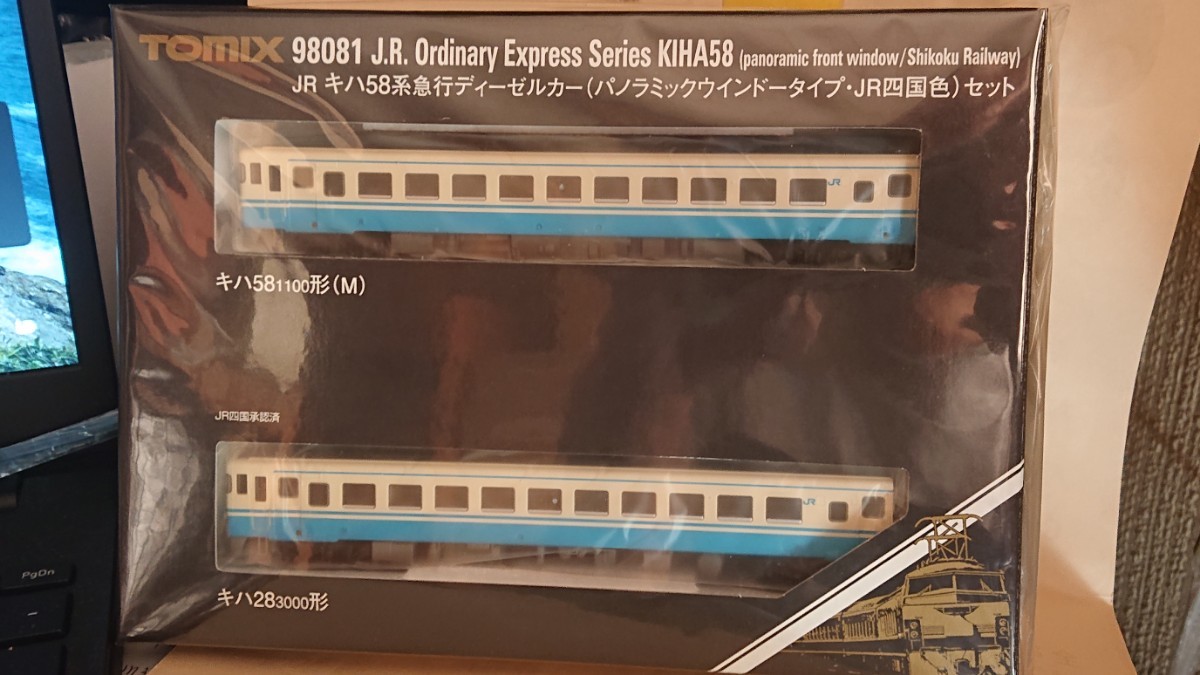 TOMIX 98081 J.R. Ordinary Express Series KIHA58 (panoramic front window/Shikoku Railway)
JR キハ58系急行ディーゼルカー(パノラミックウインドータイプ・JR四国色)セット
JR
キハ581100形(M)
JR四国承認済
JR
キハ283000形
PgDn